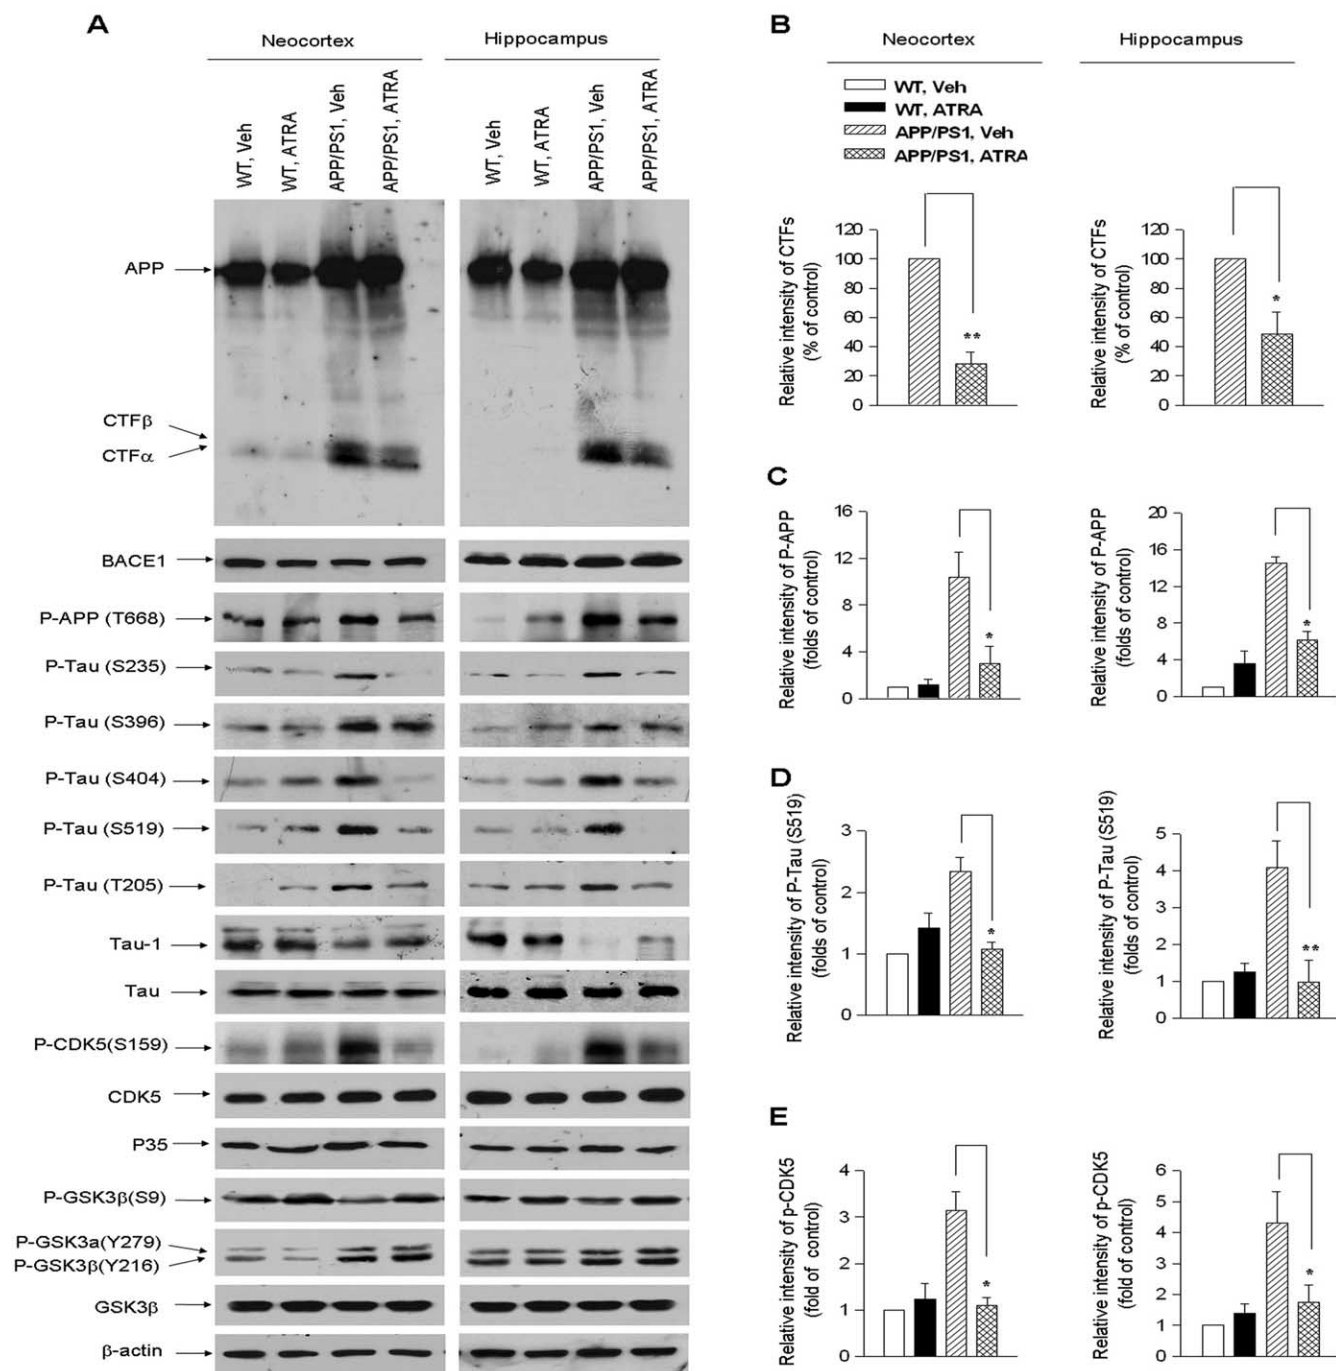 A
Neocortex
Hippocampus
WT, Veh
WT, ATRA
APP/PS1, Veh
APP/PS1, ATRA
WT, Veh
WT, ATRA
APP/PS1, Veh
APP/PS1, ATRA
APP
CTFβ
CTFα
BACE1
P-APP (T668)
P-Tau (S235)
P-Tau (S396)
P-Tau (S404)
P-Tau (S519)
P-Tau (T205)
Tau-1
Tau
P-CDK5(S159)
CDK5
P35
P-GSK3β(S9)
P-GSK3a(Y279)
P-GSK3β(Y216)
GSK3β
β-actin
B
Neocortex
Hippocampus
WT, Veh
WT, ATRA
APP/PS1, Veh
APP/PS1, ATRA
Relative intensity of CTFs
(% of control)
120
100
80
60
40
20
0
**
Relative intensity of CTFs
(% of control)
120
100
80
60
40
20
0
*
C
Relative intensity of P-APP
(folds of control)
16
12
8
4
0
*
Relative intensity of P-APP
(folds of control)
20
16
12
8
4
0
*
D
Relative intensity of P-Tau (S519)
(folds of control)
3
2
1
0
*
Relative intensity of P-Tau (S519)
(folds of control)
5
4
3
2
1
0
**
E
Relative intensity of p-CDK5
(fold of control)
4
3
2
1
0
*
Relative intensity of p-CDK5
(fold of control)
6
5
4
3
2
1
0
*